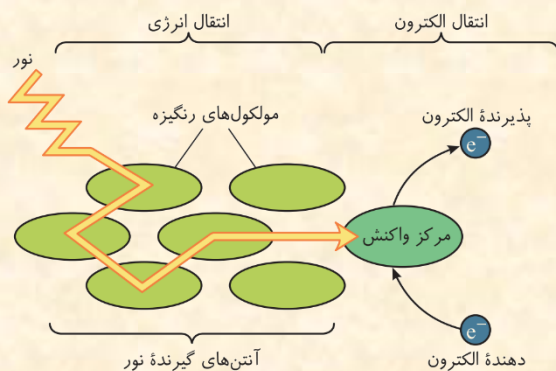 انتقال الکترون
انتقال انرژی
نور
مولکول‌های رنگیزه
پذیرندهٔ الکترون
e⁻
مرکز واکنش
e⁻
دهندهٔ الکترون
آنتن‌های گیرندهٔ نور